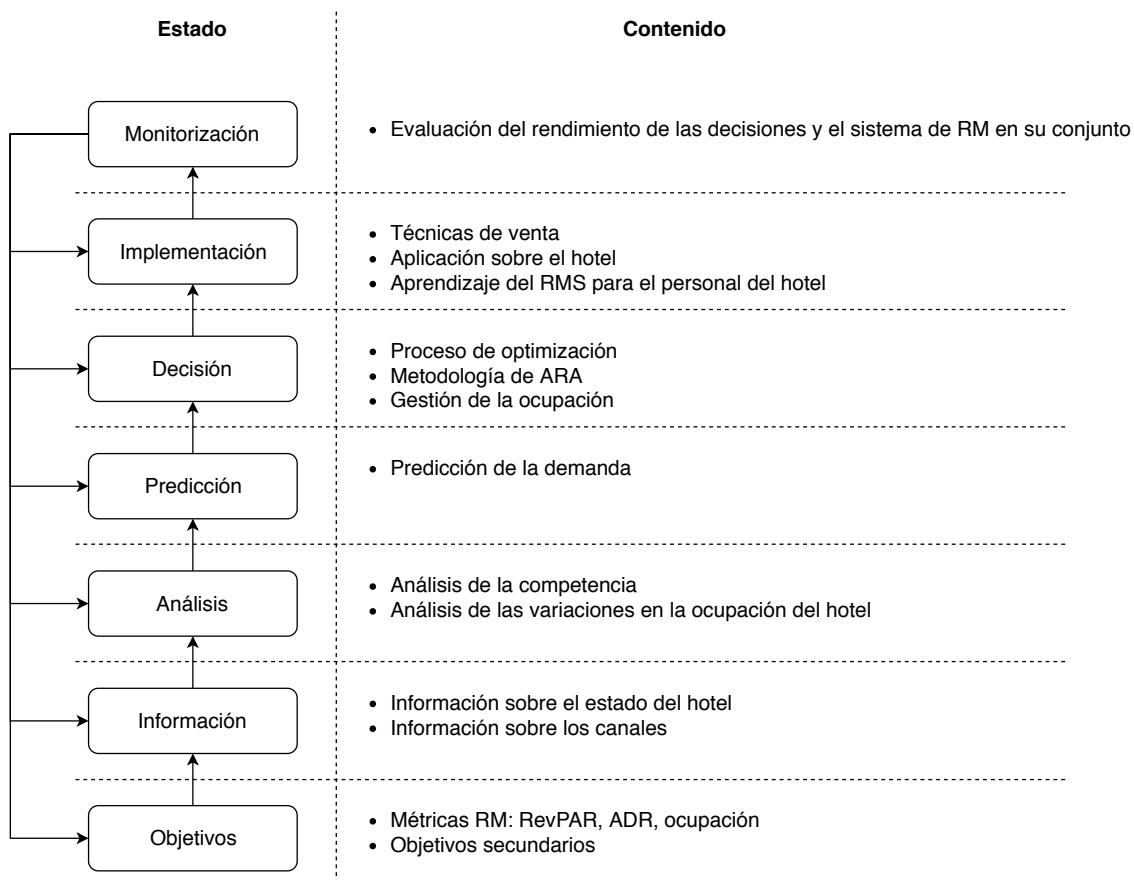 Estado
Contenido
Monitorización
• Evaluación del rendimiento de las decisiones y el sistema de RM en su conjunto
Implementación
• Técnicas de venta
• Aplicación sobre el hotel
• Aprendizaje del RMS para el personal del hotel
Decisión
• Proceso de optimización
• Metodología de ARA
• Gestión de la ocupación
Predicción
• Predicción de la demanda
Análisis
• Análisis de la competencia
• Análisis de las variaciones en la ocupación del hotel
Información
• Información sobre el estado del hotel
• Información sobre los canales
Objetivos
• Métricas RM: RevPAR, ADR, ocupación
• Objetivos secundarios